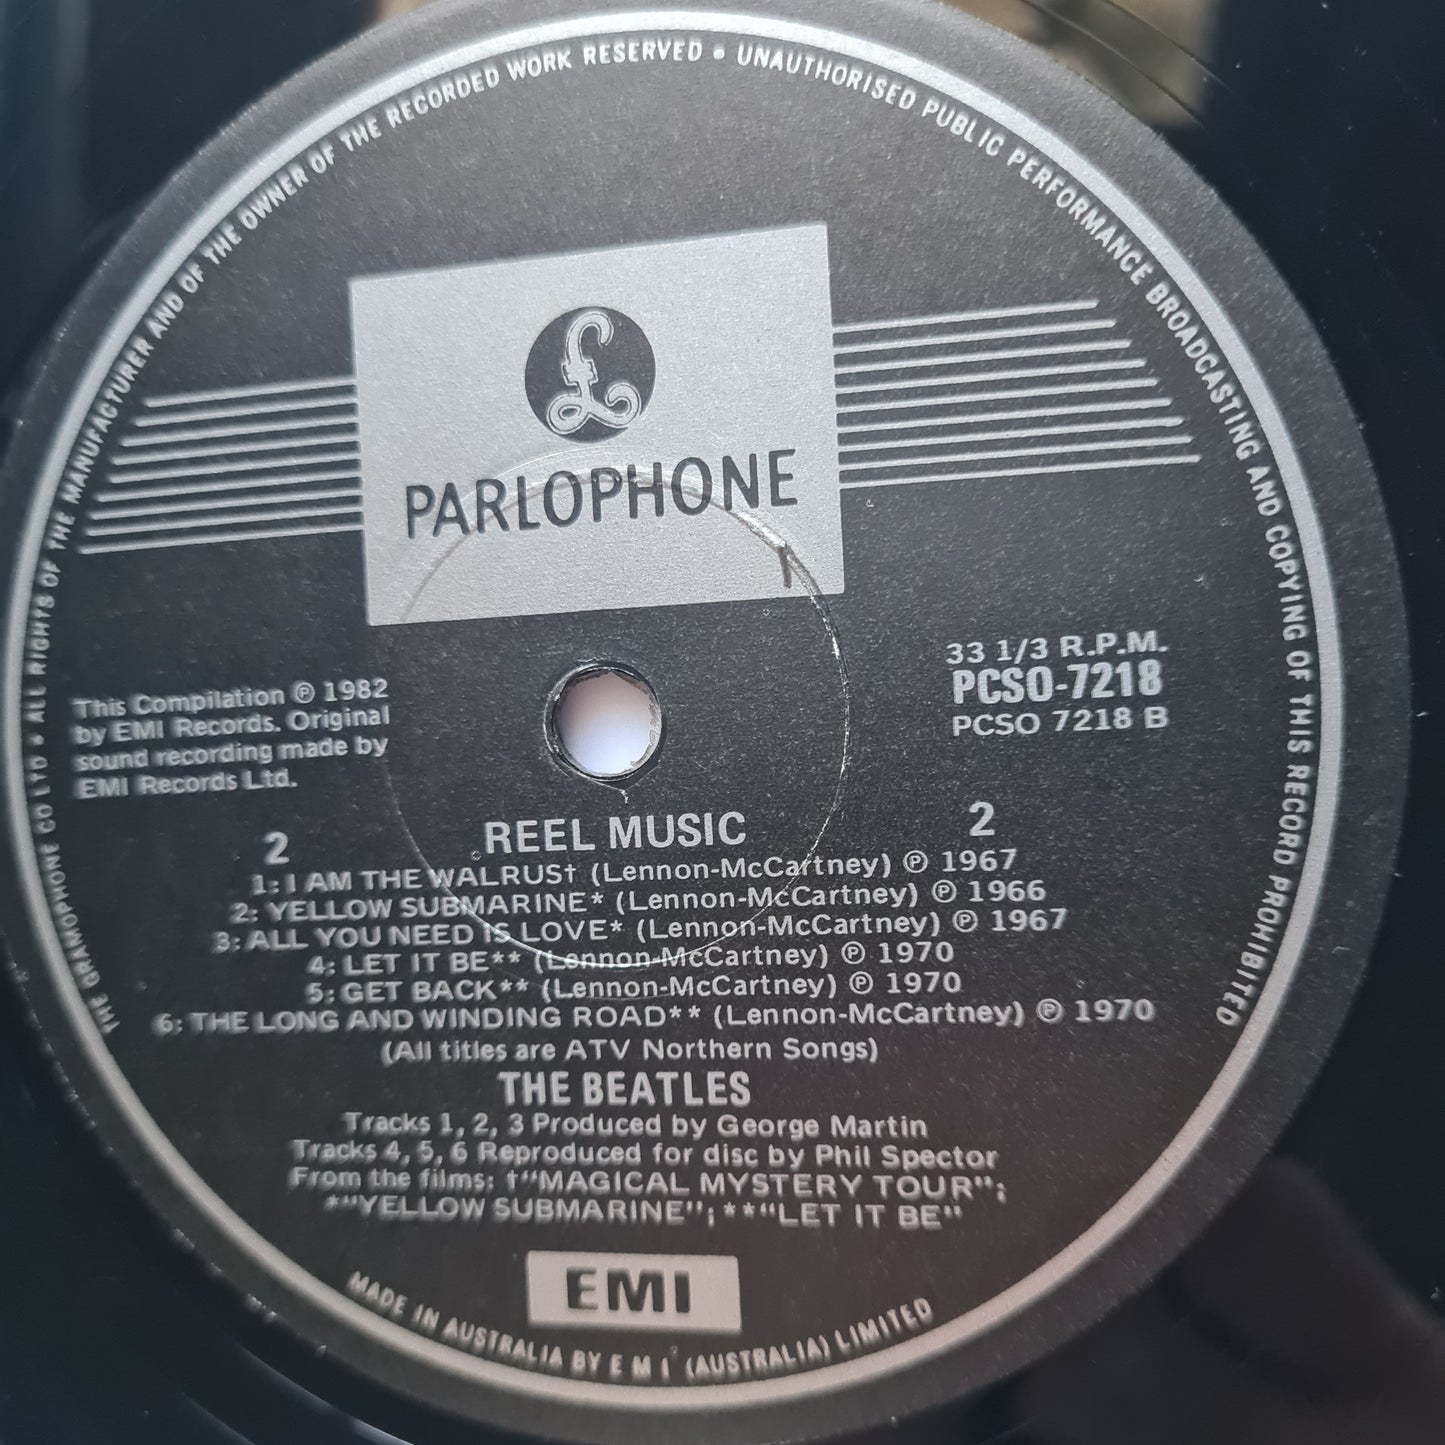 THE GRAMOPHONE CO LTD • ALL RIGHTS OF THE MANUFACTURER AND OF THE OWNER OF THE RECORDED WORK RESERVED • UNAUTHORISED PUBLIC PERFORMANCE BROADCASTING AND COPYING OF THIS RECORD PROHIBITED
£
PARLOPHONE
33 1/3 R.P.M.
PCSO-7218
PCSO 7218 B
This Compilation ℗ 1982
by EMI Records. Original
sound recording made by
EMI Records Ltd.
2 REEL MUSIC 2
1: I AM THE WALRUS† (Lennon-McCartney) ℗ 1967
2: YELLOW SUBMARINE* (Lennon-McCartney) ℗ 1966
3: ALL YOU NEED IS LOVE* (Lennon-McCartney) ℗ 1967
4: LET IT BE** (Lennon-McCartney) ℗ 1970
5: GET BACK** (Lennon-McCartney) ℗ 1970
6: THE LONG AND WINDING ROAD** (Lennon-McCartney) ℗ 1970
(All titles are ATV Northern Songs)
THE BEATLES
Tracks 1, 2, 3 Produced by George Martin
Tracks 4, 5, 6 Reproduced for disc by Phil Spector
From the films: †"MAGICAL MYSTERY TOUR";
*"YELLOW SUBMARINE"; **"LET IT BE"
EMI
MADE IN AUSTRALIA BY E M I (AUSTRALIA) LIMITED